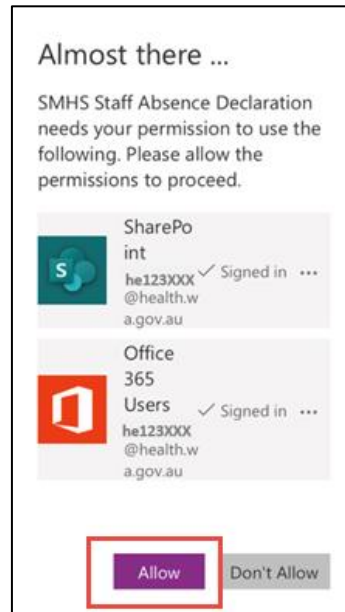 Almost there ...
SMHS Staff Absence Declaration
needs your permission to use the
following. Please allow the
permissions to proceed.
S
SharePo
int
he123XXX
@health.w
a.gov.au
Signed in ...
Office
365
Users
he123XXX
@health.w
a.gov.au
Signed in ...
Allow
Don't Allow